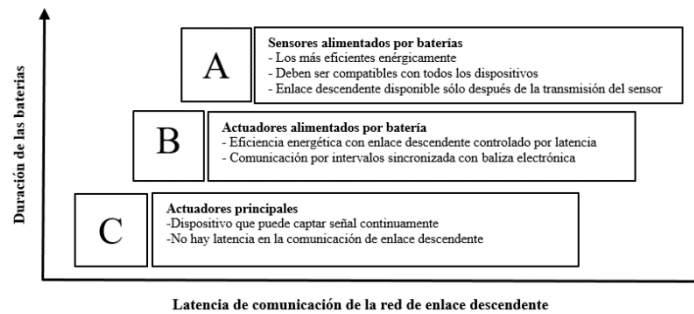 Duración de las baterias
A
Sensores alimentados por baterías
- Los más eficientes enérgicamente
- Deben ser compatibles con todos los dispositivos
- Enlace descendente disponible sólo después de la transmisión del sensor
B
Actuadores alimentados por batería
- Eficiencia energética con enlace descendente controlado por latencia
- Comunicación por intervalos sincronizada con baliza electrónica
C
Actuadores principales
-Dispositivo que puede captar señal continuamente
-No hay latencia en la comunicación de enlace descendente
Latencia de comunicación de la red de enlace descendente